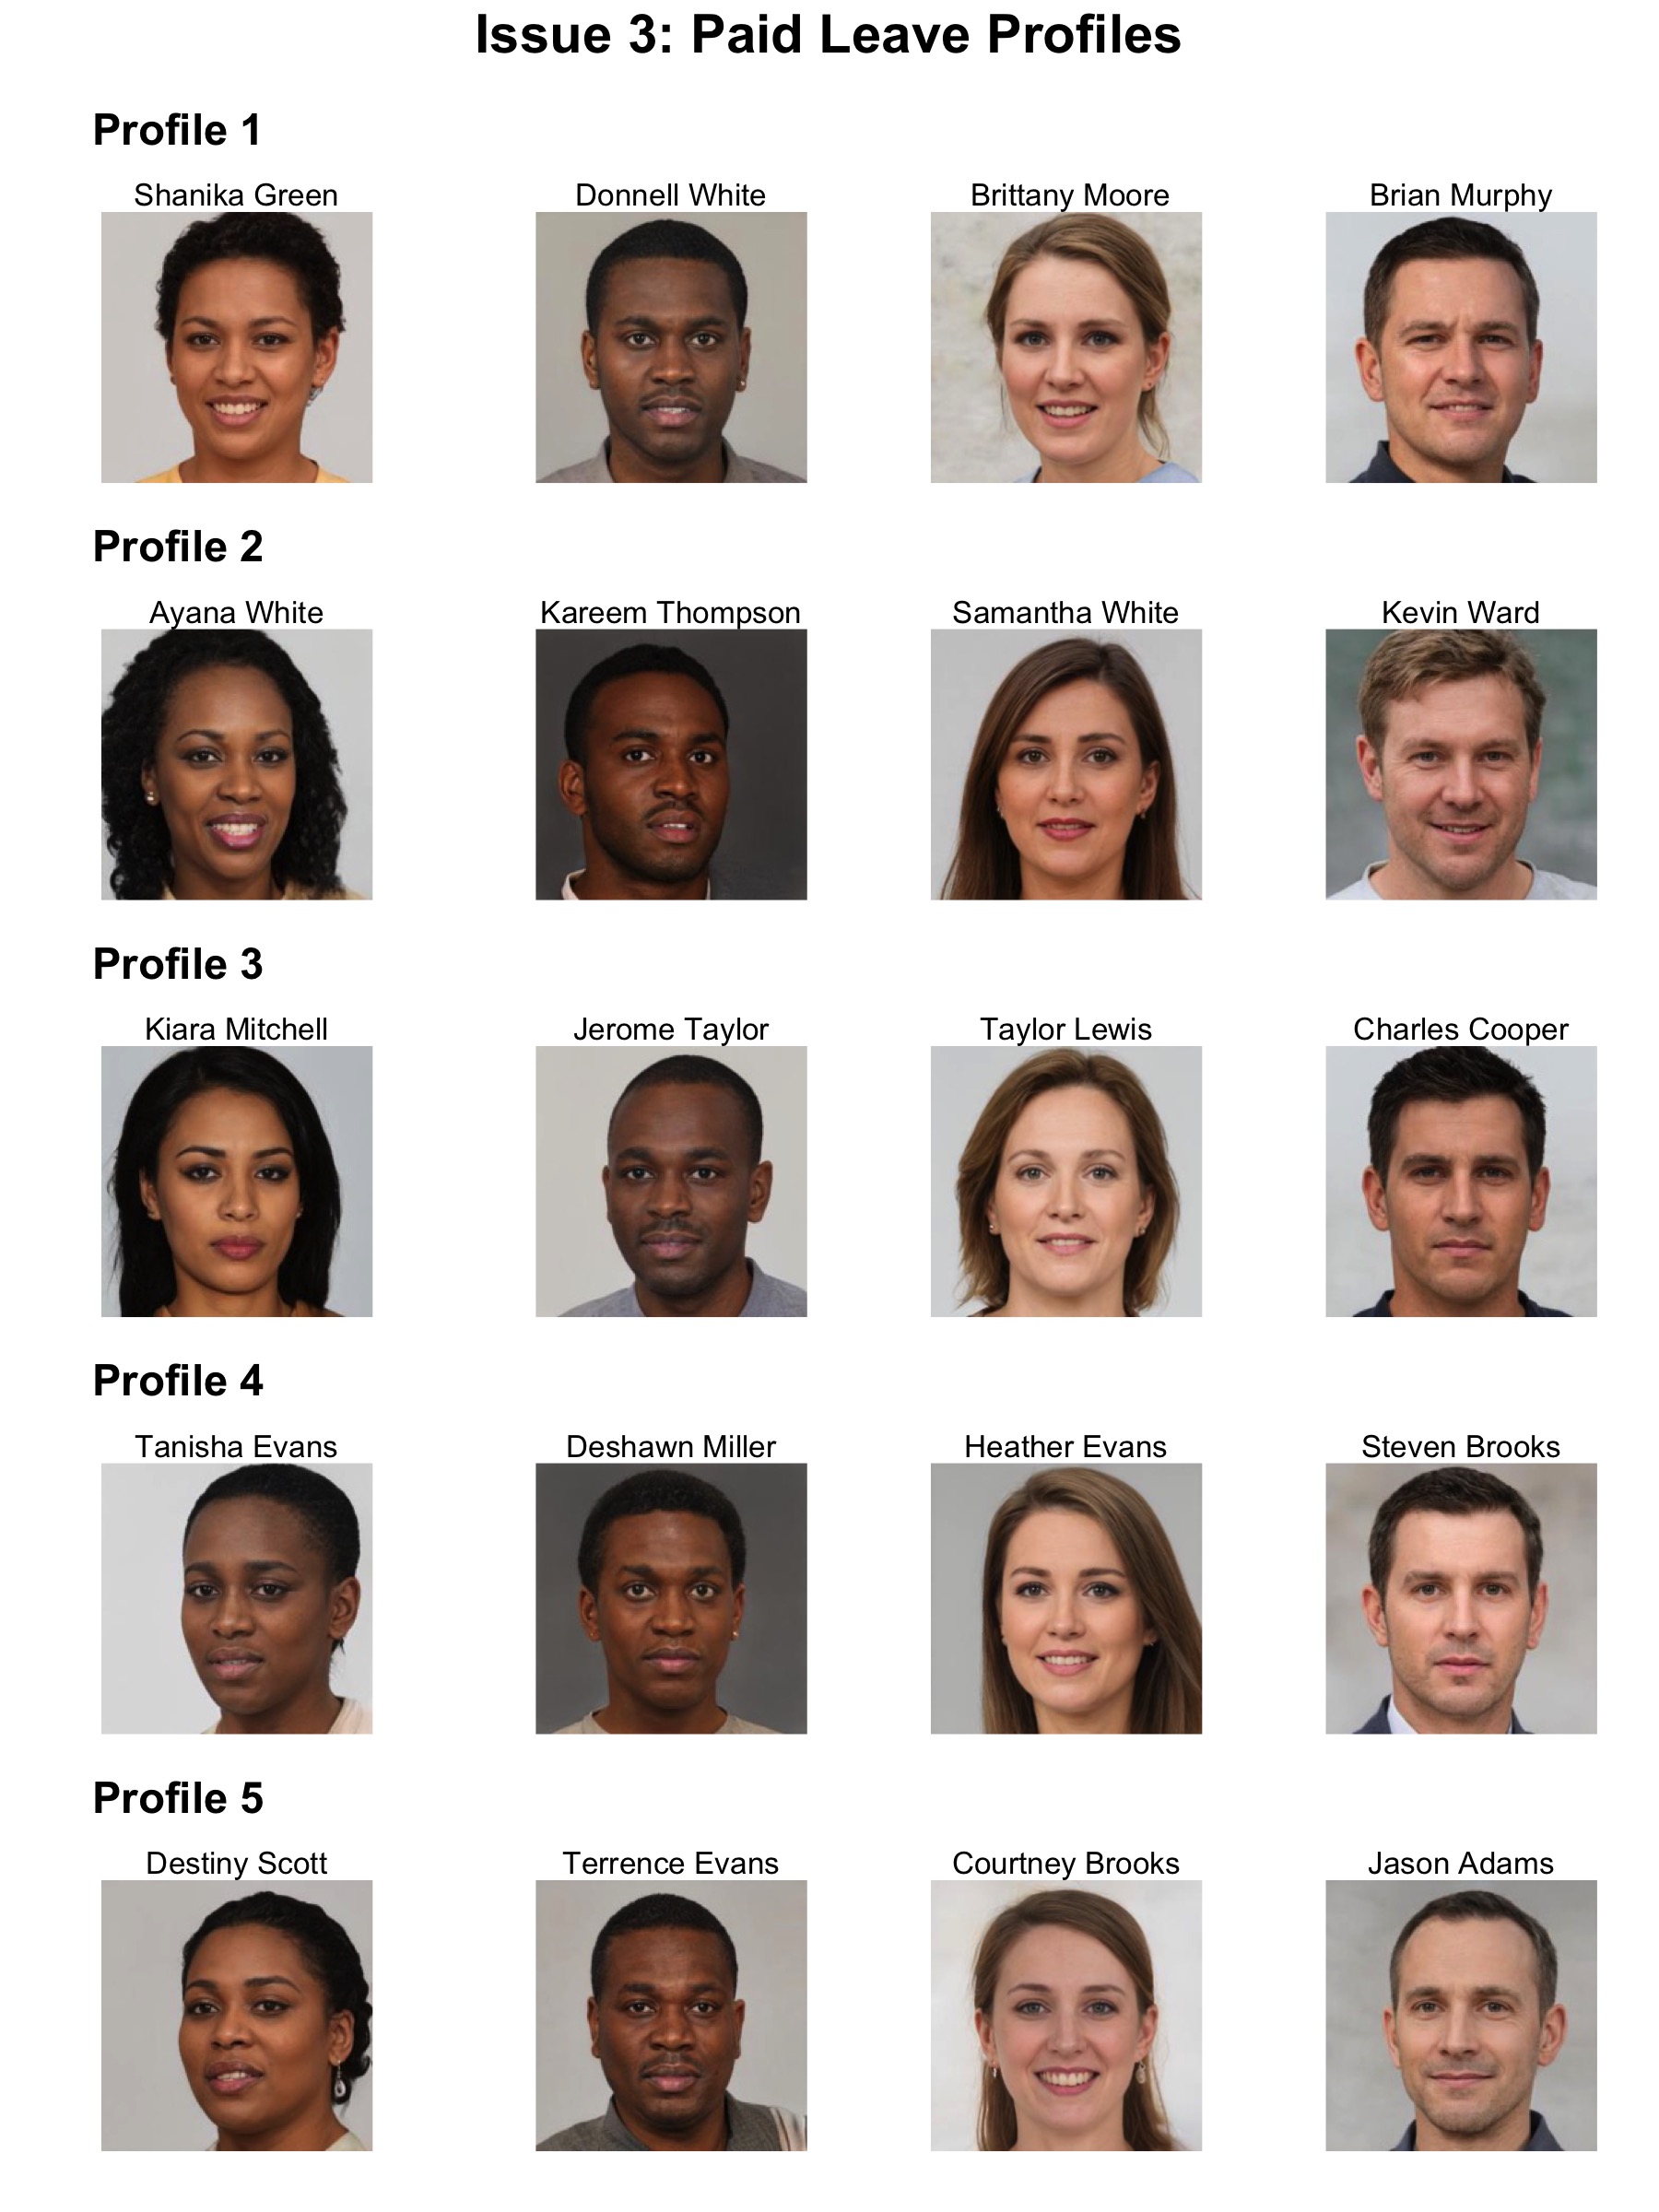 Issue 3: Paid Leave Profiles
Profile 1
Shanika Green Donnell White Brittany Moore Brian Murphy
Profile 2
Ayana White Kareem Thompson Samantha White Kevin Ward
Profile 3
Kiara Mitchell Jerome Taylor Taylor Lewis Charles Cooper
Profile 4
Tanisha Evans Deshawn Miller Heather Evans Steven Brooks
Profile 5
Destiny Scott Terrence Evans Courtney Brooks Jason Adams